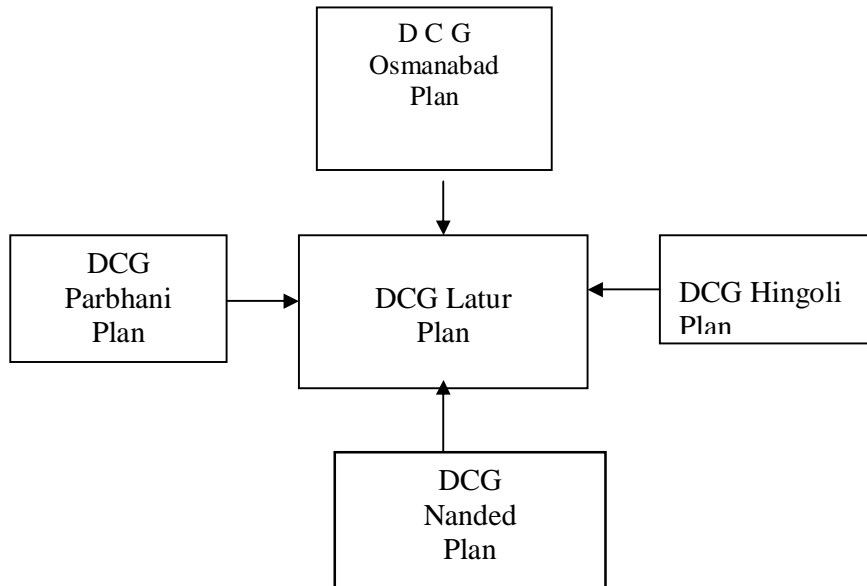 D C G
Osmanabad
Plan
DCG
Parbhani
Plan
DCG Latur
Plan
DCG Hingoli
Plan
DCG
Nanded
Plan